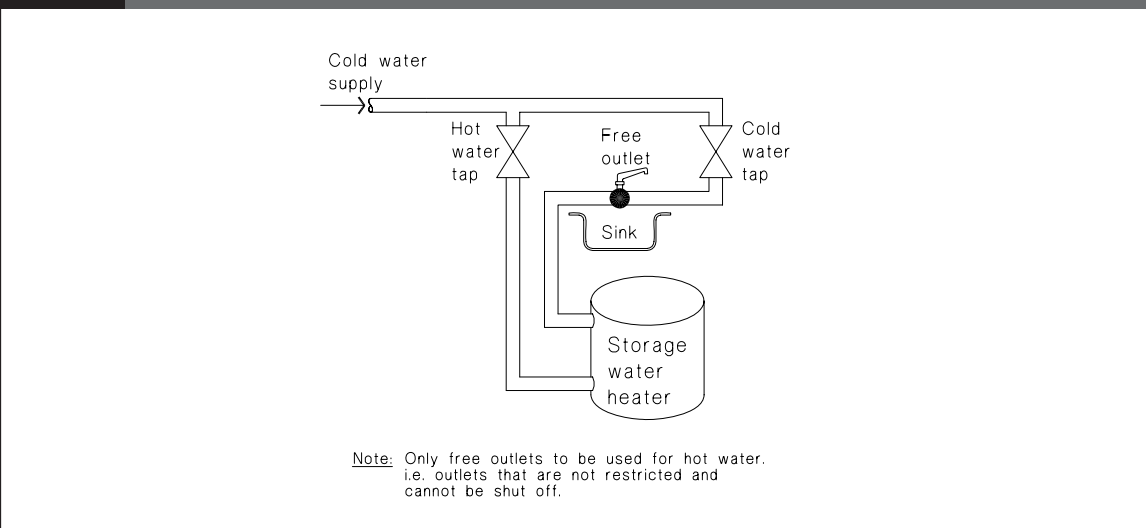 Cold water
supply
Hot
water
tap
Free
outlet
Cold
water
tap
Sink
Storage
water
heater
Note: Only free outlets to be used for hot water.
i.e. outlets that are not restricted and
cannot be shut off.